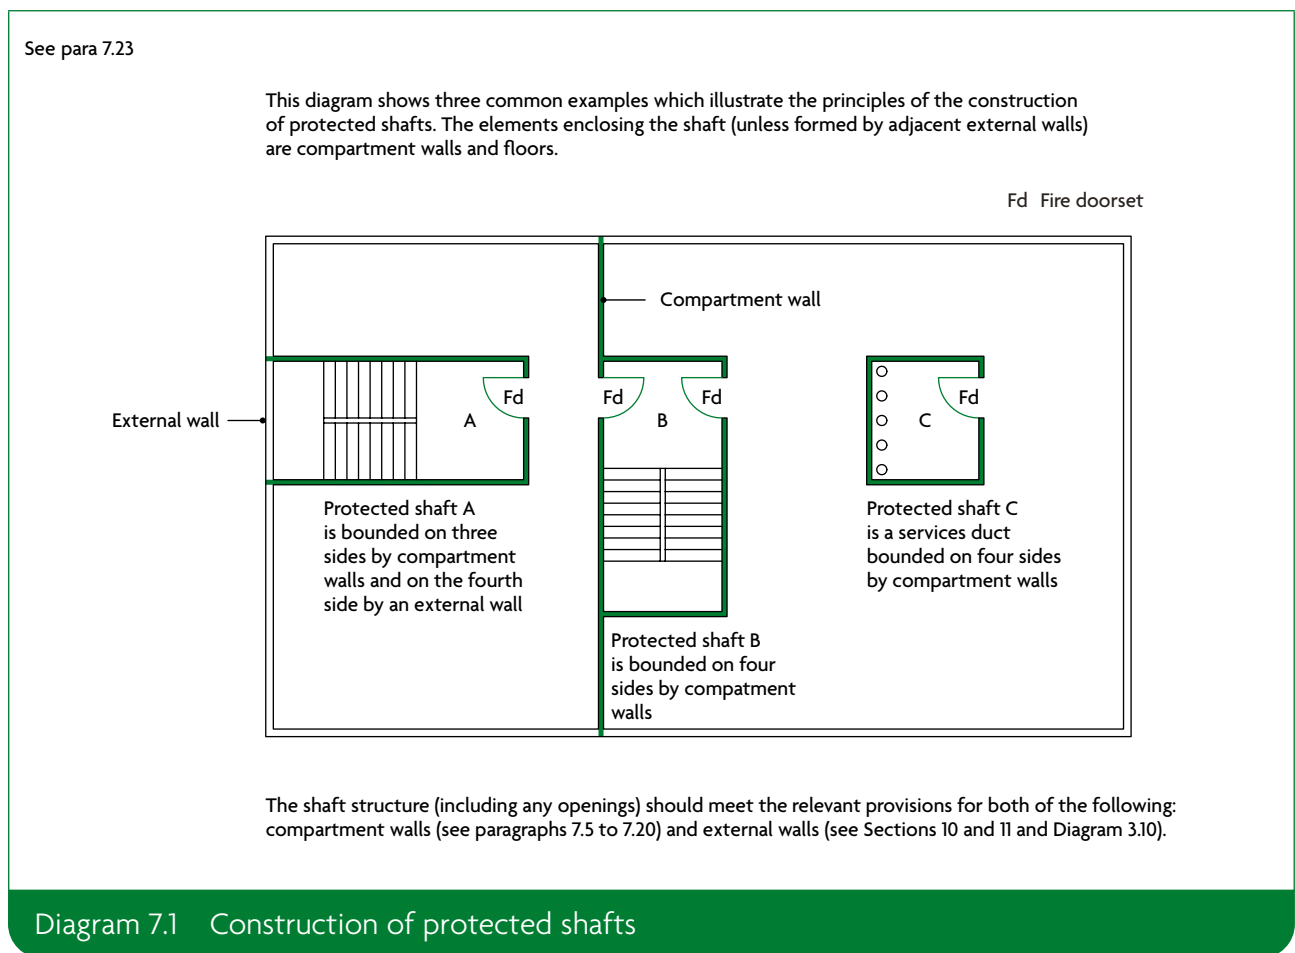 See para 7.23
This diagram shows three common examples which illustrate the principles of the construction
of protected shafts. The elements enclosing the shaft (unless formed by adjacent external walls)
are compartment walls and floors.
Fd Fire doorset
Compartment wall
External wall
Fd
A
Fd
Fd
B
Fd
C
Protected shaft A
is bounded on three
sides by compartment
walls and on the fourth
side by an external wall
Protected shaft C
is a services duct
bounded on four sides
by compartment walls
Protected shaft B
is bounded on four
sides by compatment
walls
The shaft structure (including any openings) should meet the relevant provisions for both of the following:
compartment walls (see paragraphs 7.5 to 7.20) and external walls (see Sections 10 and 11 and Diagram 3.10).
Diagram 7.1 Construction of protected shafts